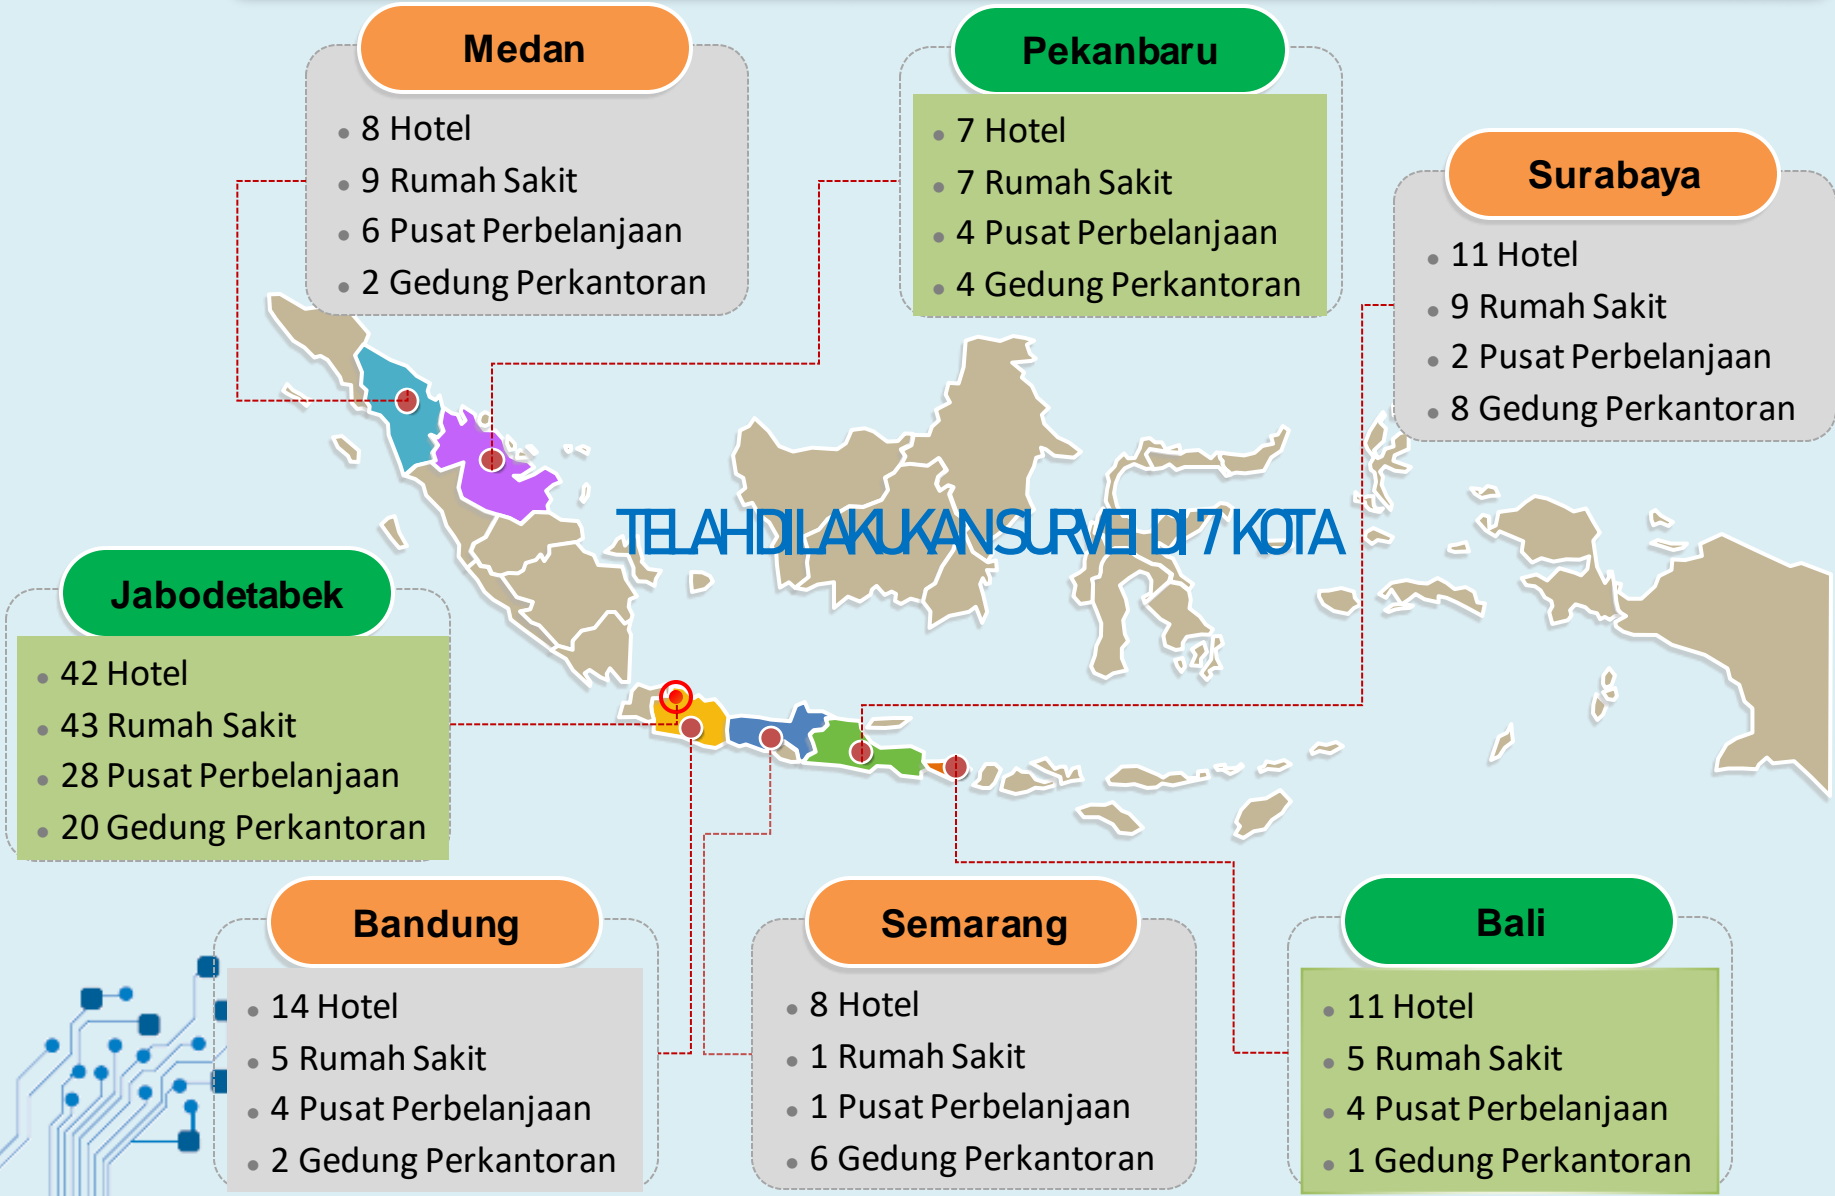 Medan
8 Hotel
9 Rumah Sakit
6 Pusat Perbelanjaan
2 Gedung Perkantoran
Pekanbaru
7 Hotel
7 Rumah Sakit
4 Pusat Perbelanjaan
4 Gedung Perkantoran
Surabaya
11 Hotel
9 Rumah Sakit
2 Pusat Perbelanjaan
8 Gedung Perkantoran
TELAH DILAKUKAN SURVEI DI 7 KOTA
Jabodetabek
42 Hotel
43 Rumah Sakit
28 Pusat Perbelanjaan
20 Gedung Perkantoran
Bandung
14 Hotel
5 Rumah Sakit
4 Pusat Perbelanjaan
2 Gedung Perkantoran
Semarang
8 Hotel
1 Rumah Sakit
1 Pusat Perbelanjaan
6 Gedung Perkantoran
Bali
11 Hotel
5 Rumah Sakit
4 Pusat Perbelanjaan
1 Gedung Perkantoran